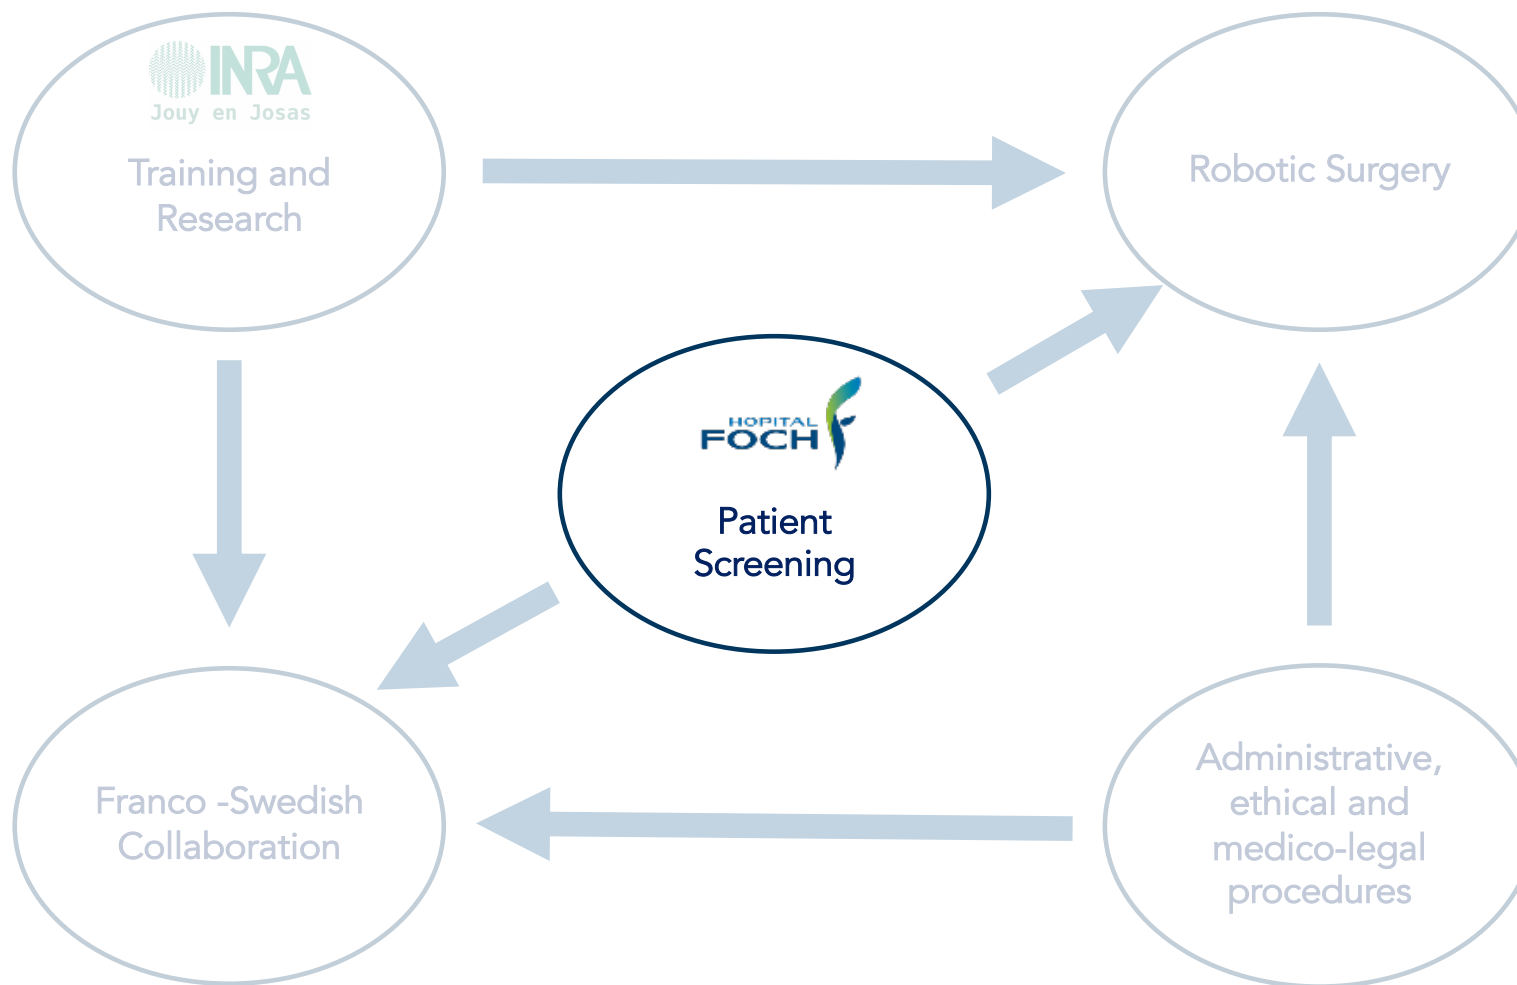 INRA
Jouy en Josas
Training and
Research
Robotic Surgery
HOPITAL
FOCH
Patient
Screening
Franco -Swedish
Collaboration
Administrative,
ethical and
medico-legal
procedures